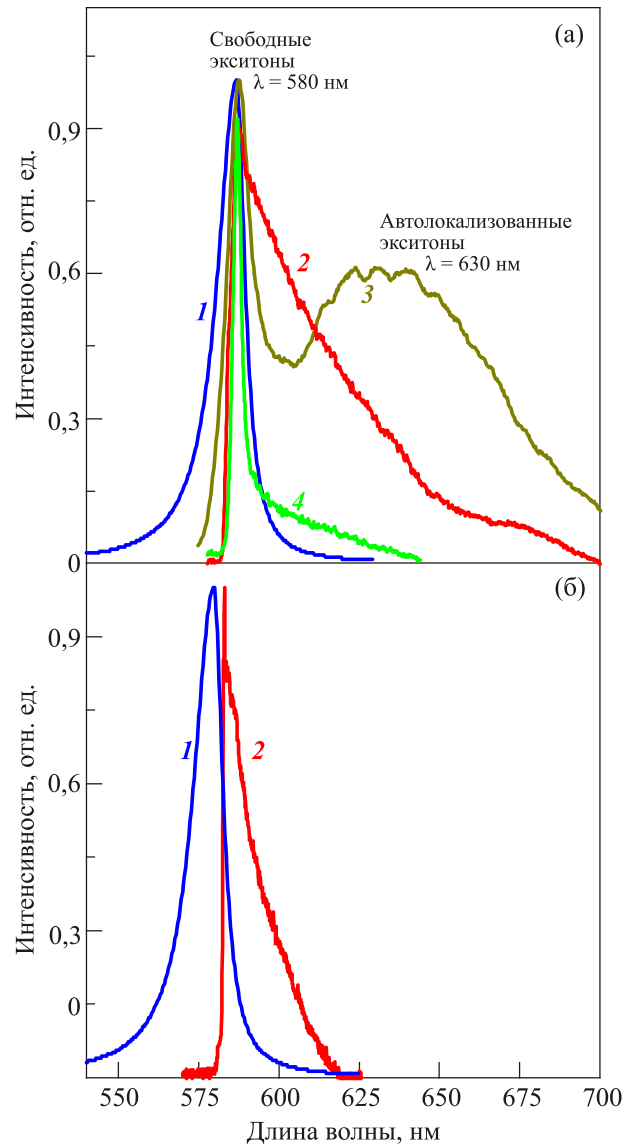 (а)
Свободные
экситоны
λ = 580 нм
0,9
Автолокализованные
экситоны
λ = 630 нм
0,6
0,3
0
1
2
3
4
Интенсивность, отн. ед.
(б)
0,9
0,6
0,3
0
1
2
Интенсивность, отн. ед.
550 575 600 625 650 675 700
Длина волны, нм